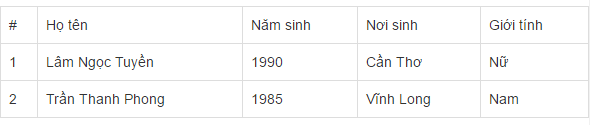 # Họ tên Năm sinh Nơi sinh Giới tính
1 Lâm Ngọc Tuyền 1990 Cần Thơ Nữ
2 Trần Thanh Phong 1985 Vĩnh Long Nam